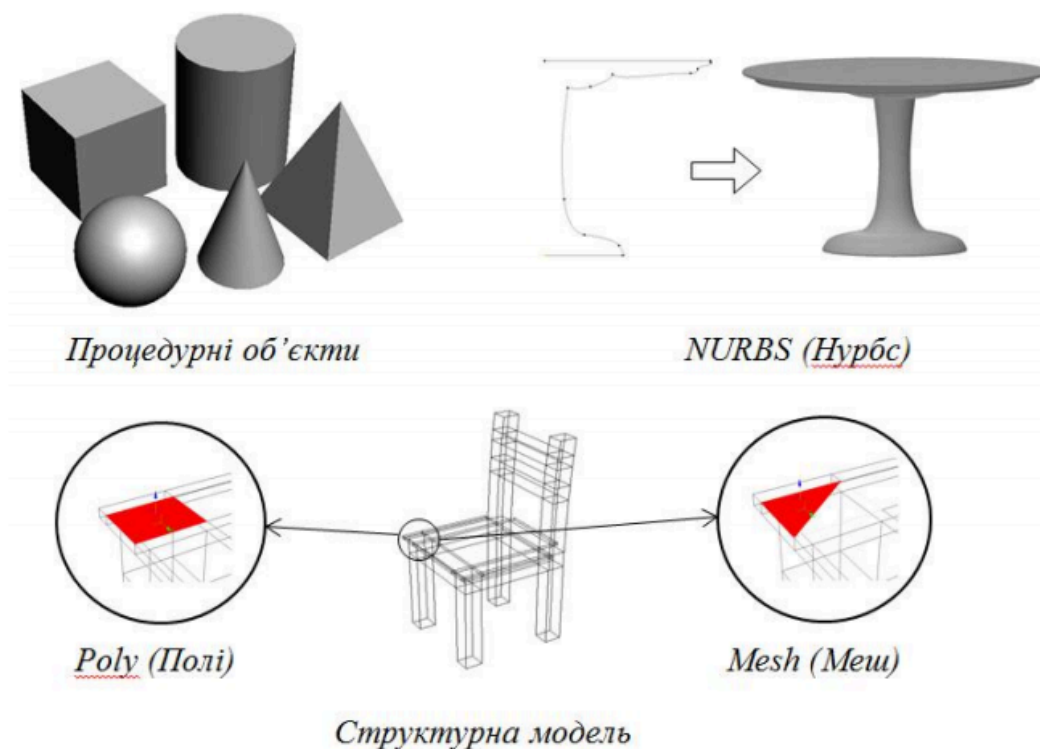 Процедурні об’єкти
NURBS (Нурбс)
Poly (Полі)
Mesh (Меш)
Структурна модель